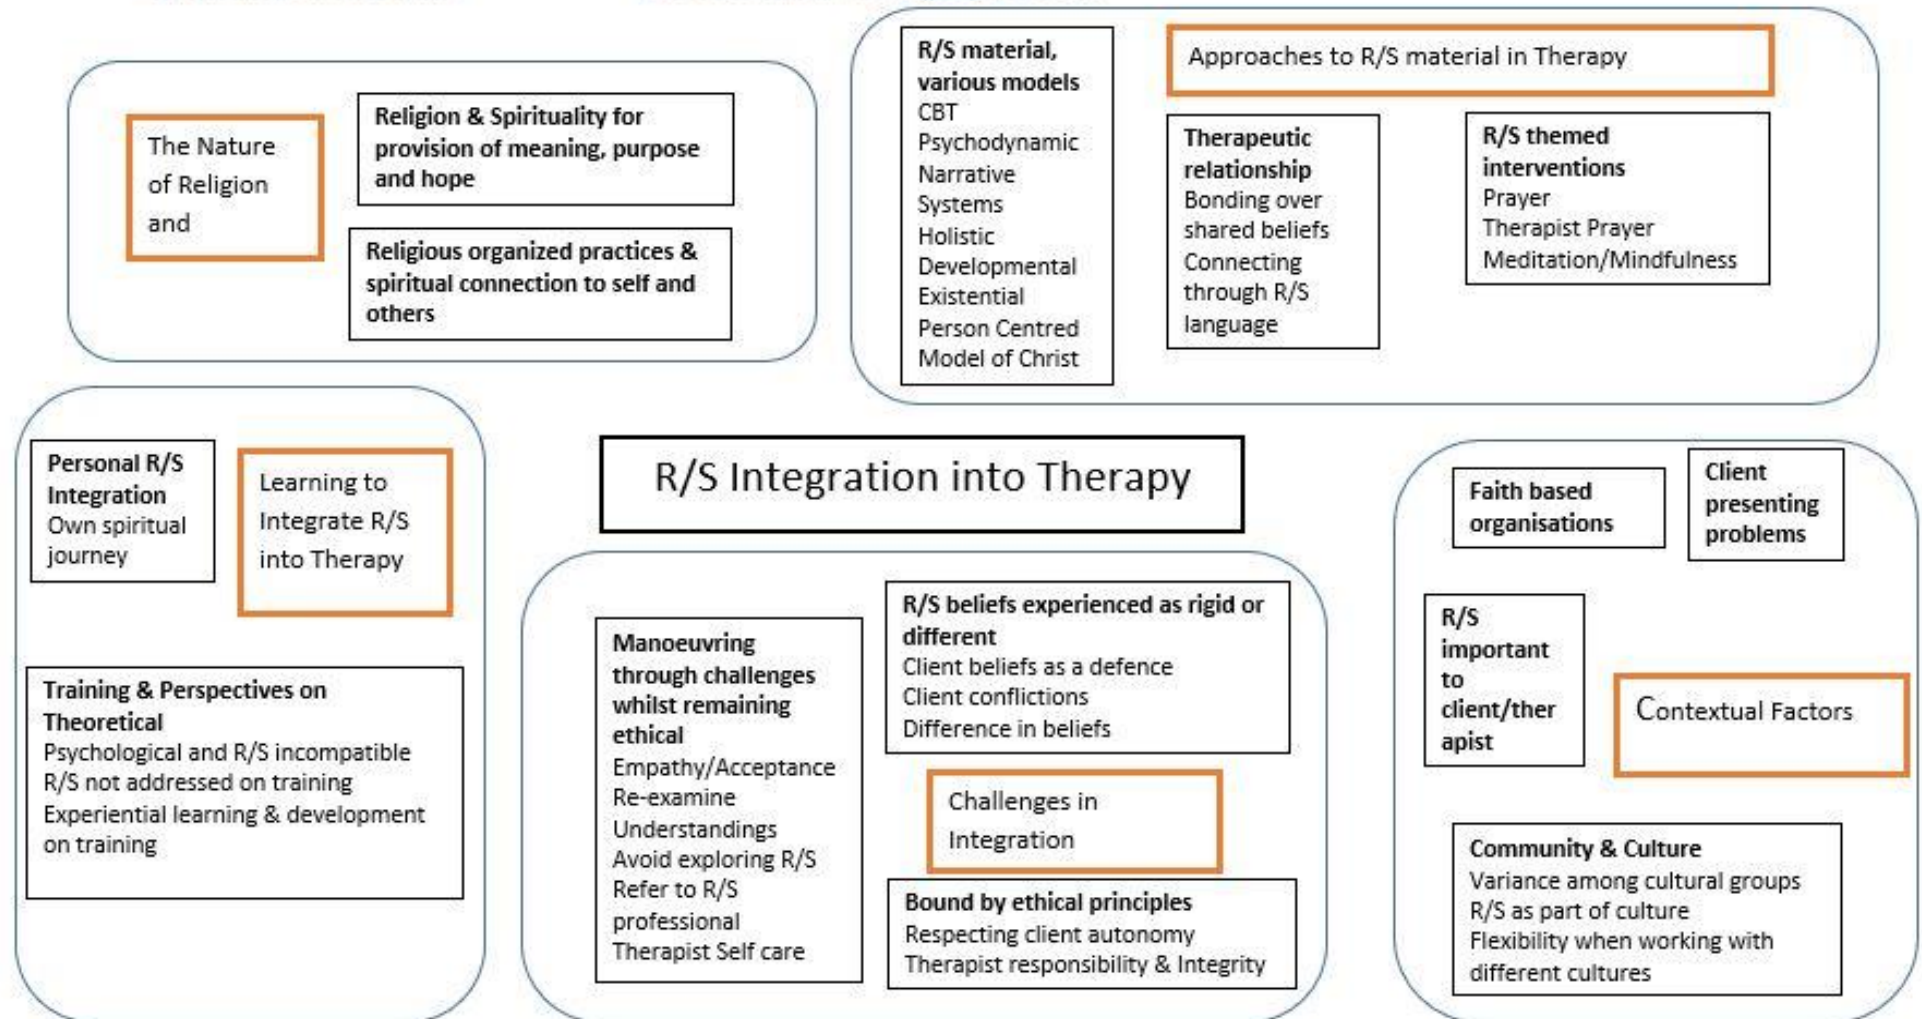 The Nature
of Religion
and
Religion & Spirituality for
provision of meaning, purpose
and hope
Religious organized practices &
spiritual connection to self and
others
R/S material,
various models
CBT
Psychodynamic
Narrative
Systems
Holistic
Developmental
Existential
Person Centred
Model of Christ
Approaches to R/S material in Therapy
Therapeutic
relationship
Bonding over
shared beliefs
Connecting
through R/S
language
R/S themed
interventions
Prayer
Therapist Prayer
Meditation/Mindfulness
Personal R/S
Integration
Own spiritual
journey
Learning to
Integrate R/S
into Therapy
Training & Perspectives on
Theoretical
Psychological and R/S incompatible
R/S not addressed on training
Experiential learning & development
on training
R/S Integration into Therapy
Manoeuvring
through challenges
whilst remaining
ethical
Empathy/Acceptance
Re-examine
Understandings
Avoid exploring R/S
Refer to R/S
professional
Therapist Self care
R/S beliefs experienced as rigid or
different
Client beliefs as a defence
Client conflictions
Difference in beliefs
Challenges in
Integration
Bound by ethical principles
Respecting client autonomy
Therapist responsibility & Integrity
Faith based
organisations
Client
presenting
problems
R/S
important
to
client/ther
apist
Contextual Factors
Community & Culture
Variance among cultural groups
R/S as part of culture
Flexibility when working with
different cultures